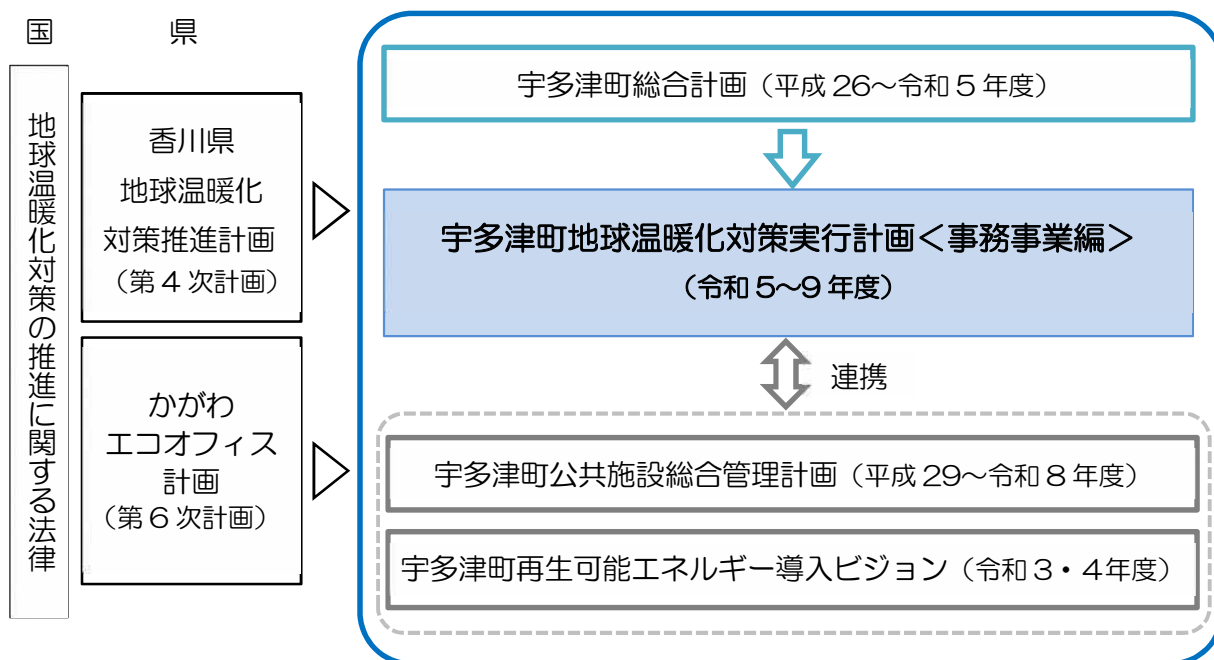 国
県
地球温暖化対策の推進に関する法律
香川県
地球温暖化
対策推進計画
（第４次計画）
かがわ
エコオフィス
計画
（第６次計画）
宇多津町総合計画（平成26～令和５年度）
宇多津町地球温暖化対策実行計画＜事務事業編＞
（令和５～９年度）
連携
宇多津町公共施設総合管理計画（平成29～令和８年度）
宇多津町再生可能エネルギー導入ビジョン（令和３・４年度）